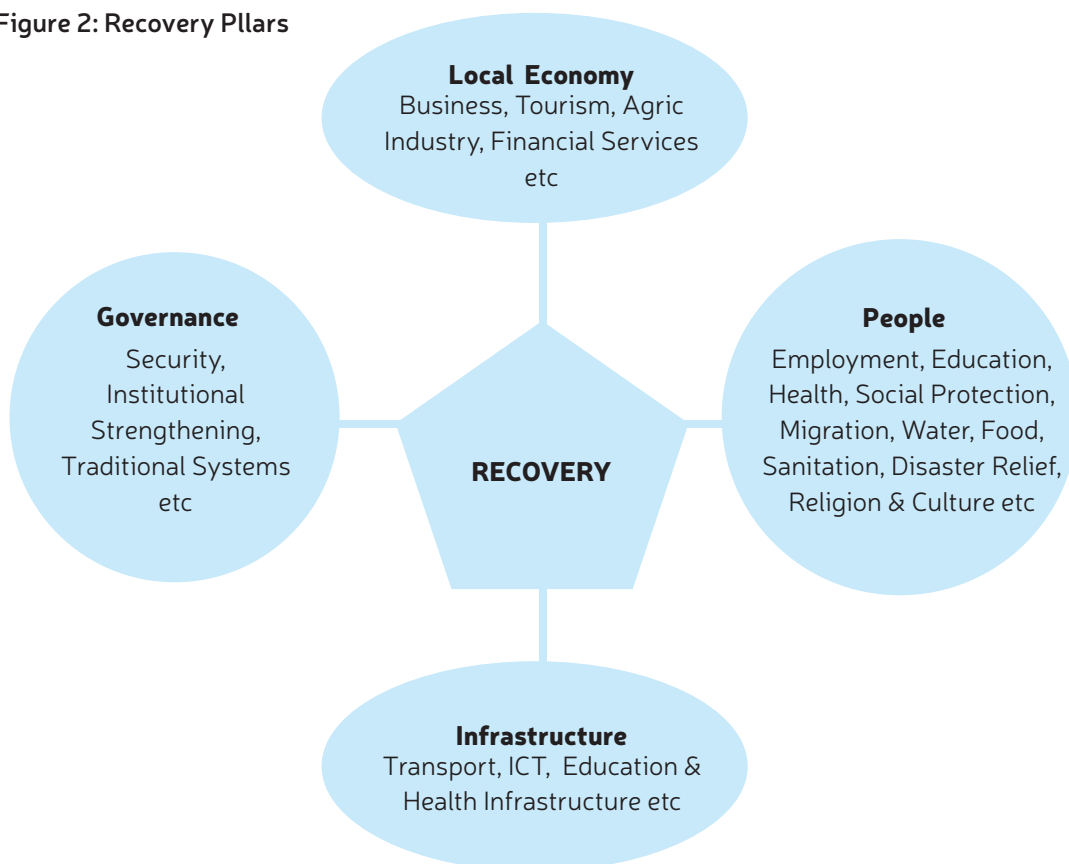 Figure 2: Recovery Pllars
Local Economy
Business, Tourism, Agric
Industry, Financial Services
etc
Governance
Security,
Institutional
Strengthening,
Traditional Systems
etc
RECOVERY
People
Employment, Education,
Health, Social Protection,
Migration, Water, Food,
Sanitation, Disaster Relief,
Religion & Culture etc
Infrastructure
Transport, ICT, Education &
Health Infrastructure etc